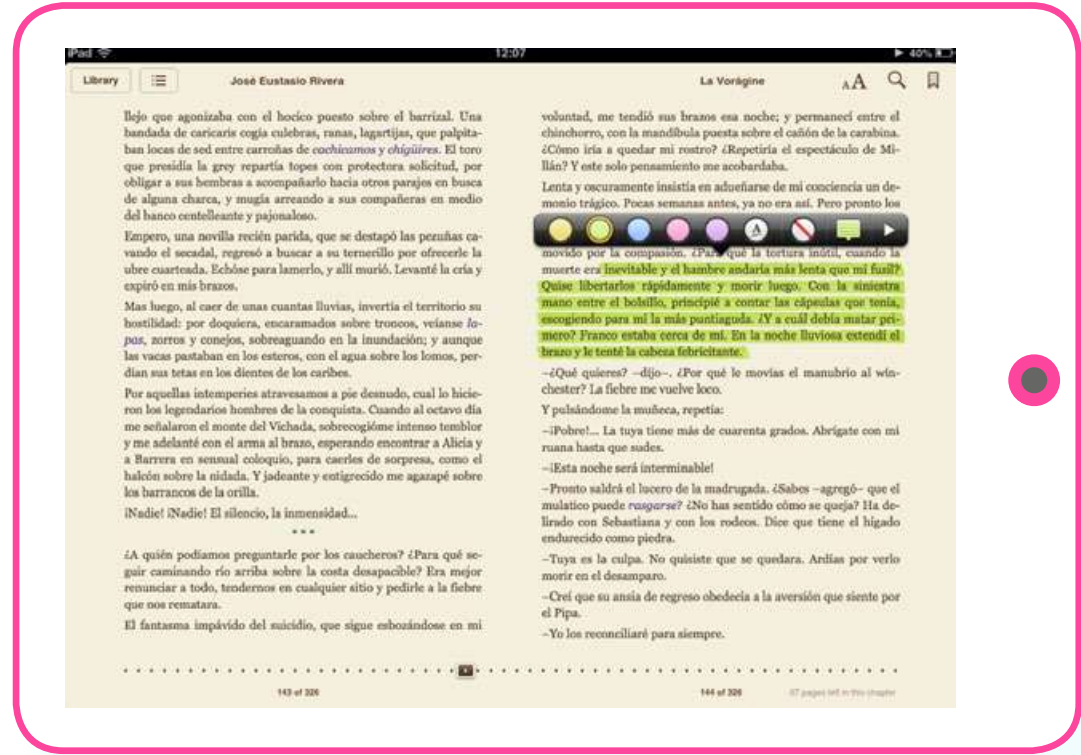 iPad 12:07 40%
Library José Eustasio Rivera La Vorágine AA
llejo que agonizaba con el hocico puesto sobre el barrizal. Una
bandada de caricaris cogía culebras, ranas, lagartijas, que palpita-
ban locas de sed entre carroñas de cachicamos y chigüires. El toro
que presidía la grey repartía topes con protectora solicitud, por
obligar a sus hembras a acompañarlo hacia otros parajes en busca
de alguna charca, y mugía arreando a sus compañeras en medio
del banco centelleante y pajonaloso.
Empero, una novilla recién parida, que se destapó las pezuñas ca-
vando el secadal, regresó a buscar a su ternerillo por ofrecerle la
ubre cuarteada. Echóse para lamerlo, y allí murió. Levanté la cría y
expiró en mis brazos.
Mas luego, al caer de unas cuantas lluvias, invertía el territorio su
hostilidad: por doquiera, encaramados sobre troncos, veíanse la-
pas, zorros y conejos, sobreaguando en la inundación; y aunque
las vacas pastaban en los esteros, con el agua sobre los lomos, per-
dían sus tetas en los dientes de los caribes.
Por aquellas intemperies atravesamos a pie desnudo, cual lo hicie-
ron los legendarios hombres de la conquista. Cuando al octavo día
me señalaron el monte del Vichada, sobrecogióme intenso temblor
y me adelanté con el arma al brazo, esperando encontrar a Alicia y
a Barrera en sensual coloquio, para caerles de sorpresa, como el
halcón sobre la nidada. Y jadeante y entigrecido me agazapé sobre
los barrancos de la orilla.
¡Nadie! ¡Nadie! El silencio, la inmensidad...
* * *
¿A quién podíamos preguntarle por los caucheros? ¿Para qué se-
guir caminando río arriba sobre la costa desapacible? Era mejor
renunciar a todo, tendernos en cualquier sitio y pedirle a la fiebre
que nos rematara.
El fantasma impávido del suicidio, que sigue esbozándose en mi
143 of 326
voluntad, me tendió sus brazos esa noche; y permanecí entre el
chinchorro, con la mandíbula puesta sobre el cañón de la carabina.
¿Cómo iría a quedar mi rostro? ¿Repetiría el espectáculo de Mi-
llán? Y este solo pensamiento me acobardaba.
Lenta y oscuramente insistía en adueñarse de mi conciencia un de-
monio trágico. Pocas semanas antes, ya no era así. Pero pronto los
A
movido por la compasión. ¿Para qué la tortura inútil, cuando la
muerte era inevitable y el hambre andaría más lenta que mi fusil?
Quise libertarlos rápidamente y morir luego. Con la siniestra
mano entre el bolsillo, principié a contar las cápsulas que tenía,
escogiendo para mí la más puntiaguda. ¿Y a cuál debía matar pri-
mero? Franco estaba cerca de mí. En la noche lluviosa extendí el
brazo y le tenté la cabeza febricitante.
–¿Qué quieres? –dijo–. ¿Por qué le movías el manubrio al win-
chester? La fiebre me vuelve loco.
Y pulsándome la muñeca, repetía:
–¡Pobre!... La tuya tiene más de cuarenta grados. Abrígate con mi
ruana hasta que sudes.
–¡Esta noche será interminable!
–Pronto saldrá el lucero de la madrugada. ¿Sabes –agregó– que el
mulatico puede rasgarse? ¿No has sentido cómo se queja? Ha de-
lirado con Sebastiana y con los rodeos. Dice que tiene el hígado
endurecido como piedra.
–Tuya es la culpa. No quisiste que se quedara. Ardías por verlo
morir en el desamparo.
–Creí que su ansia de regreso obedecía a la aversión que siente por
el Pipa.
–Yo los reconciliaré para siempre.
144 of 326 67 pages left in this chapter